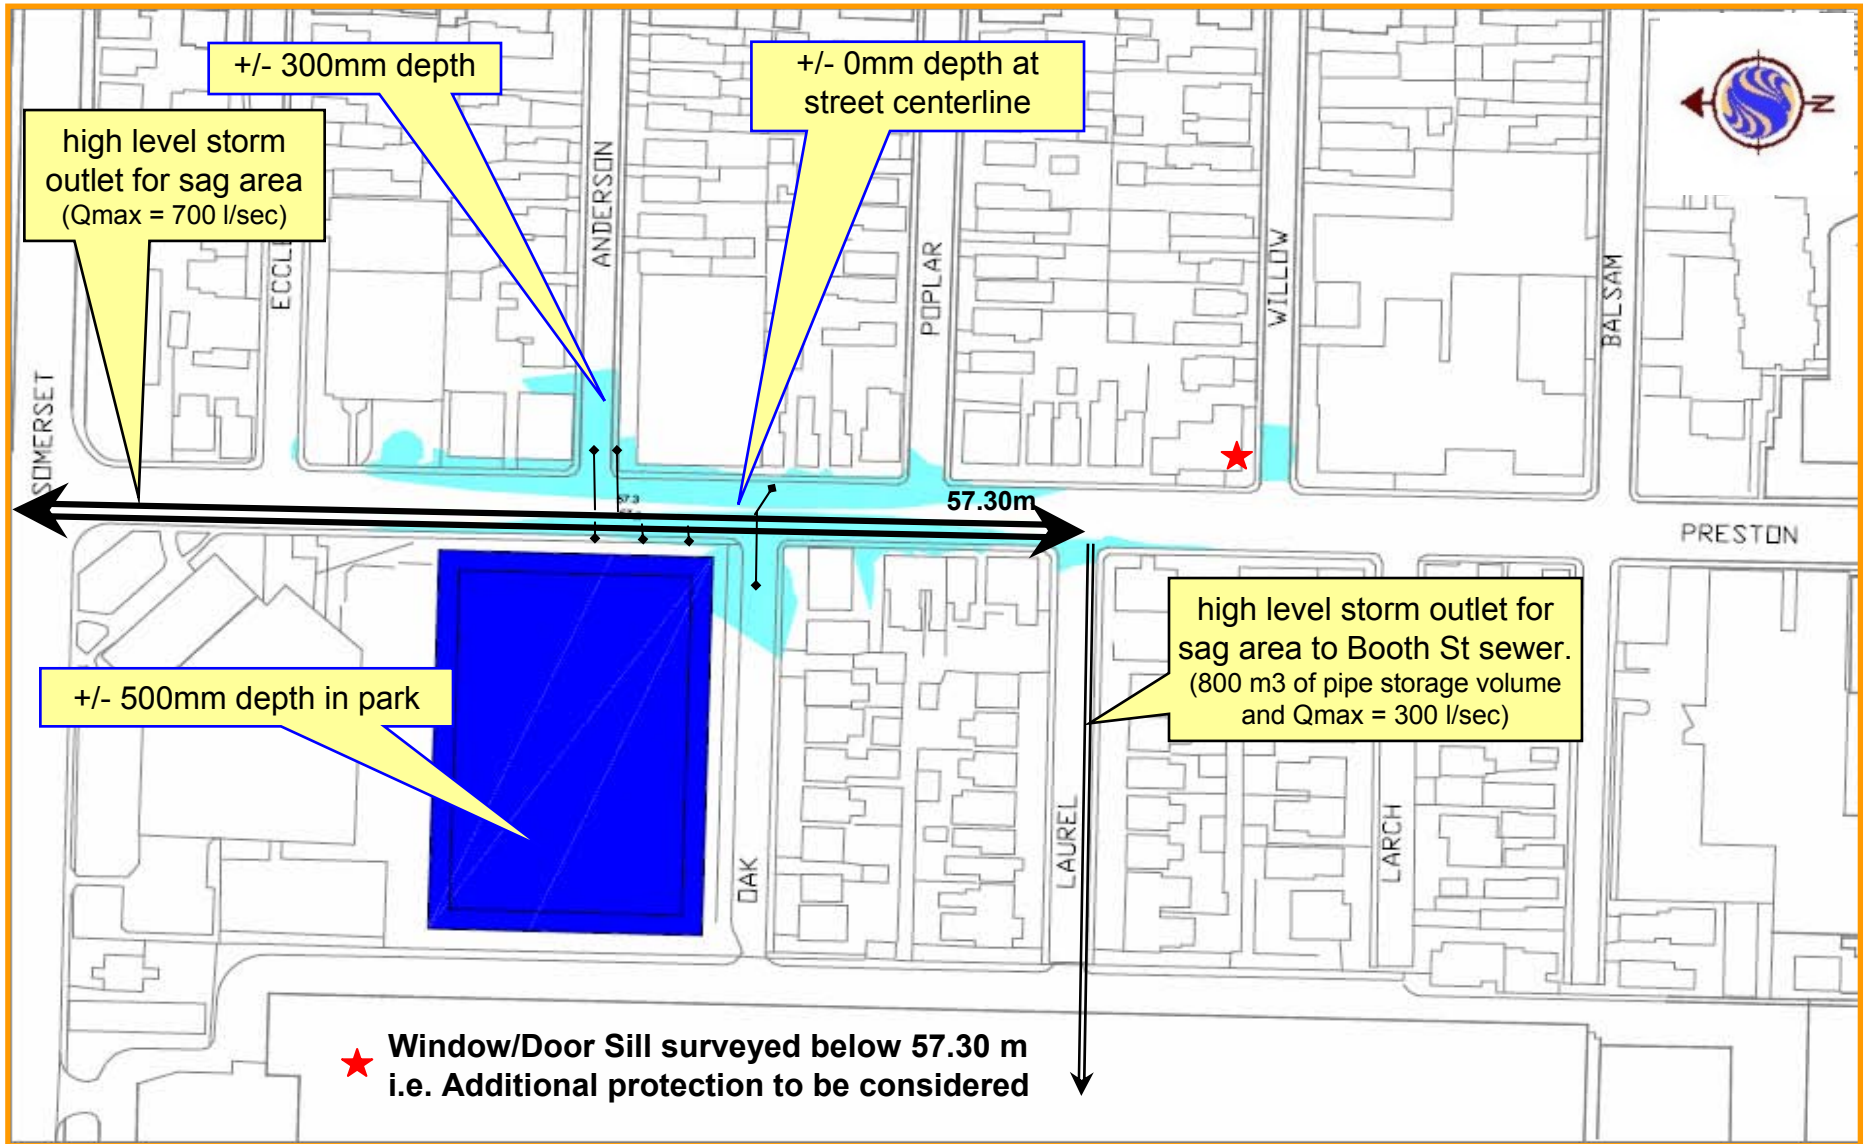 +/- 300mm depth
+/- 0mm depth at
street centerline
high level storm
outlet for sag area
(Qmax = 700 l/sec)
N
ECCL
ANDERSON
POPLAR
WILLOW
BALSAM
SOMERSET
57.3
57.30m
PRESTON
high level storm outlet for
sag area to Booth St sewer.
(800 m3 of pipe storage volume
and Qmax = 300 l/sec)
+/- 500mm depth in park
OAK
LAUREL
LARCH
Window/Door Sill surveyed below 57.30 m
i.e. Additional protection to be considered